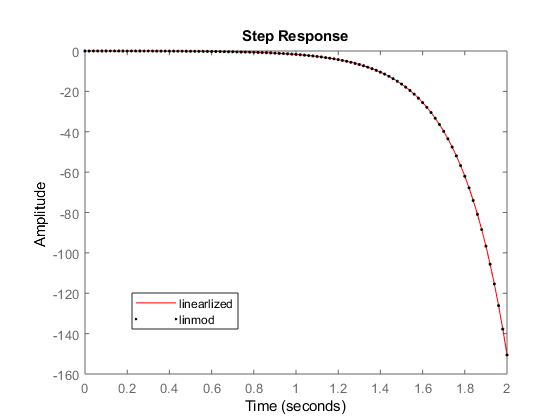 Step Response
Amplitude
0
-20
-40
-60
-80
-100
-120
-140
-160
linearlized
linmod
0 0.2 0.4 0.6 0.8 1 1.2 1.4 1.6 1.8 2
Time (seconds)